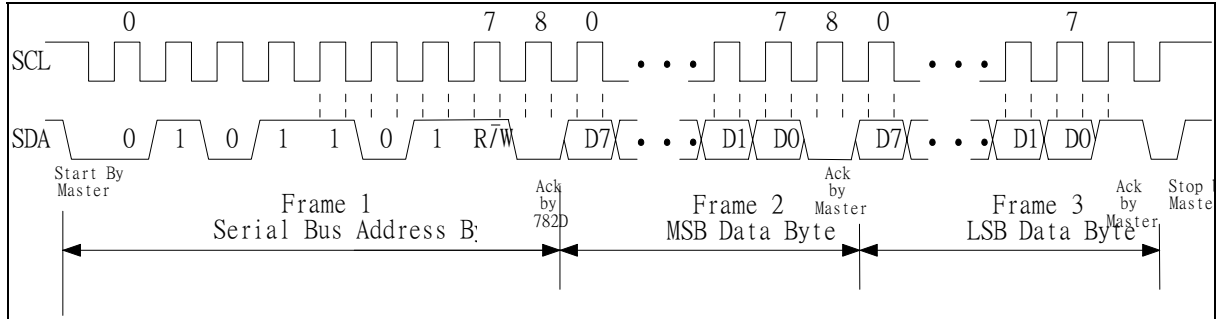 0 7 8 0 7 8 0 7
SCL
SDA 0 1 0 1 1 0 1 R/W D7 D1 D0 D7 D1 D0
Start By
Master
Ack
by
782D
Ack
by
Master
Ack
by
Master
Stop
Frame 1
Serial Bus Address
Frame 2
MSB Data Byte
Frame 3
LSB Data Byte